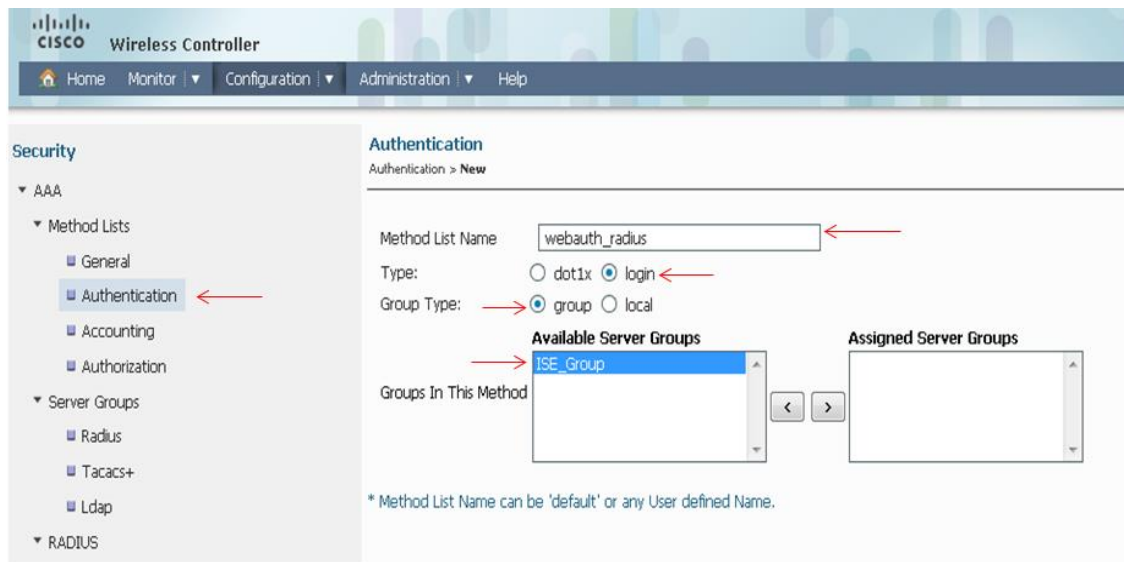 CISCO Wireless Controller
Home Monitor Configuration Administration Help
Security
AAA
Method Lists
General
Authentication
Accounting
Authorization
Server Groups
Radius
Tacacs+
Ldap
RADIUS
Authentication
Authentication > New
Method List Name webauth_radius
Type: dot1x login
Group Type: group local
Available Server Groups Assigned Server Groups
ISE_Group
Groups In This Method < >
* Method List Name can be 'default' or any User defined Name.